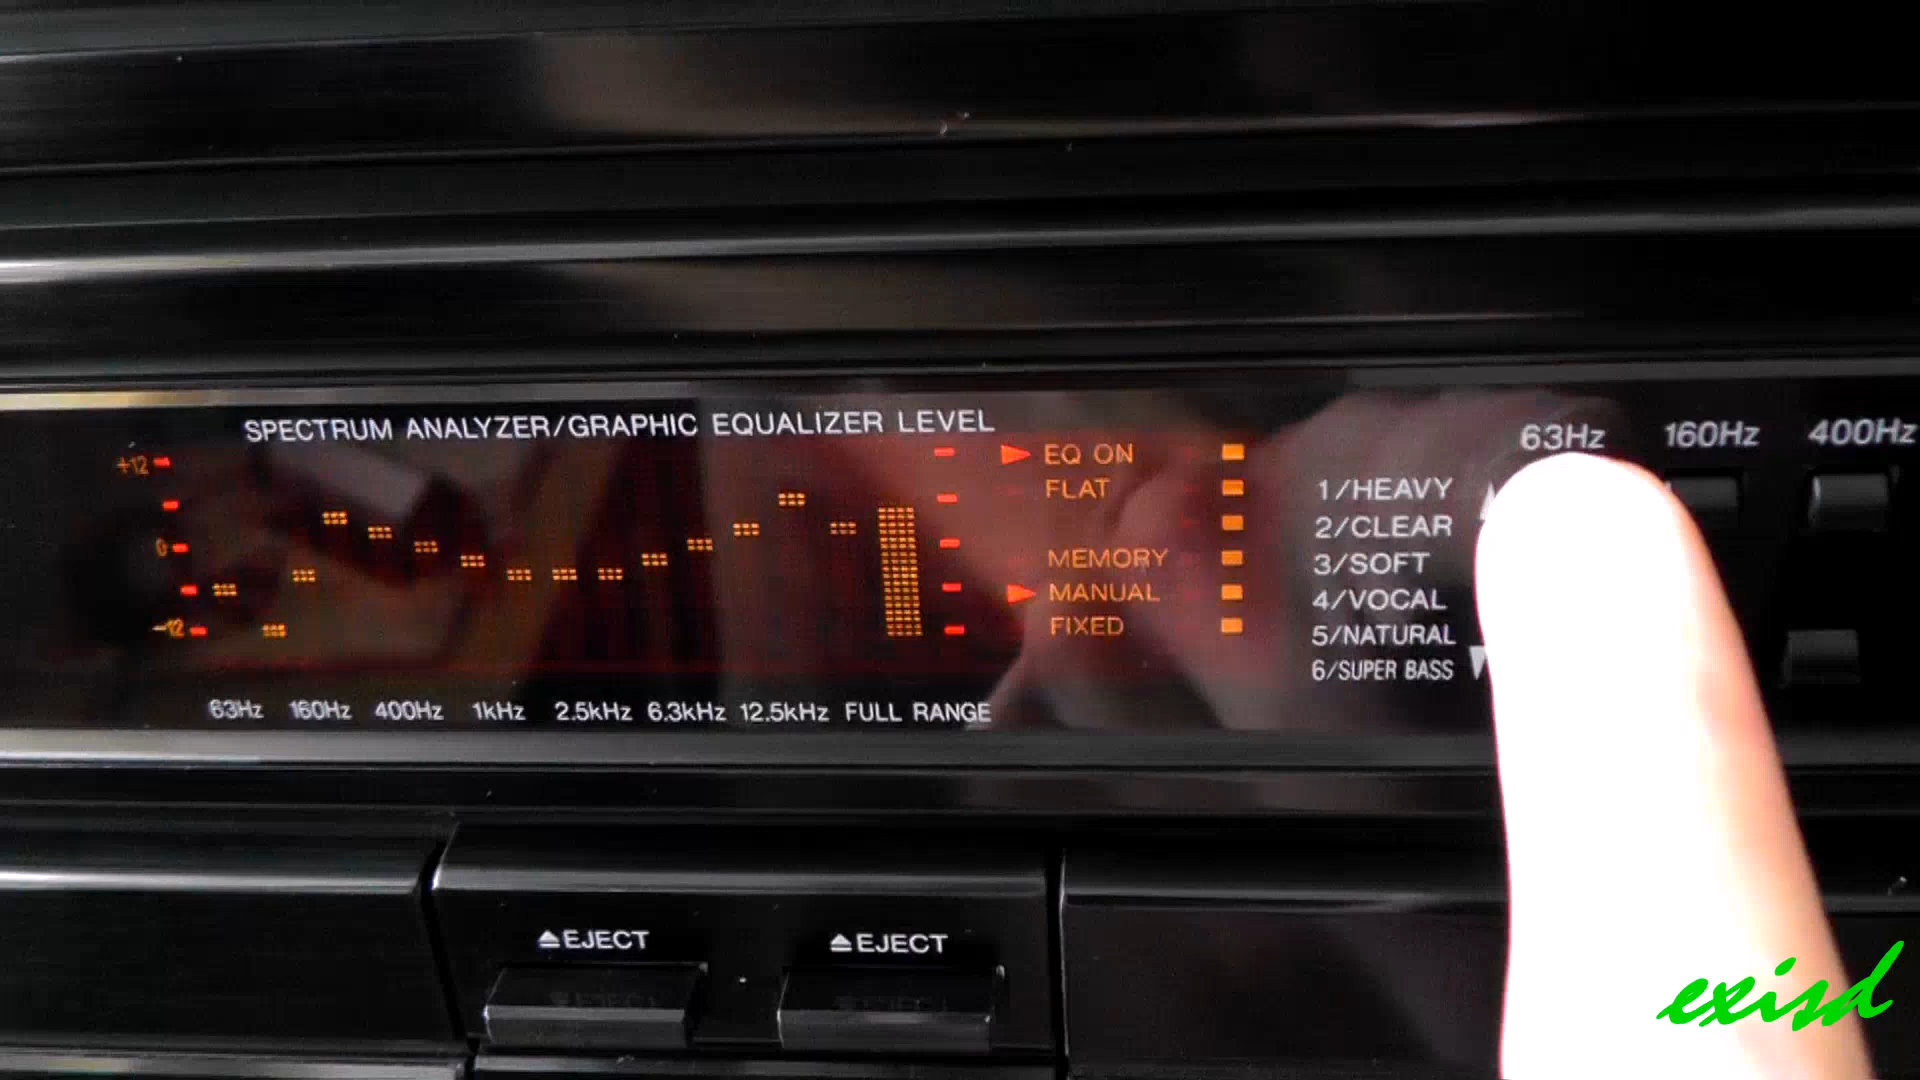 SPECTRUM ANALYZER/GRAPHIC EQUALIZER LEVEL
+12
0
-12
63Hz 160Hz 400Hz 1kHz 2.5kHz 6.3kHz 12.5kHz FULL RANGE
EQ ON
FLAT
MEMORY
MANUAL
FIXED
63Hz 160Hz 400Hz
1/HEAVY
2/CLEAR
3/SOFT
4/VOCAL
5/NATURAL
6/SUPER BASS
▲EJECT ▲EJECT
exisd